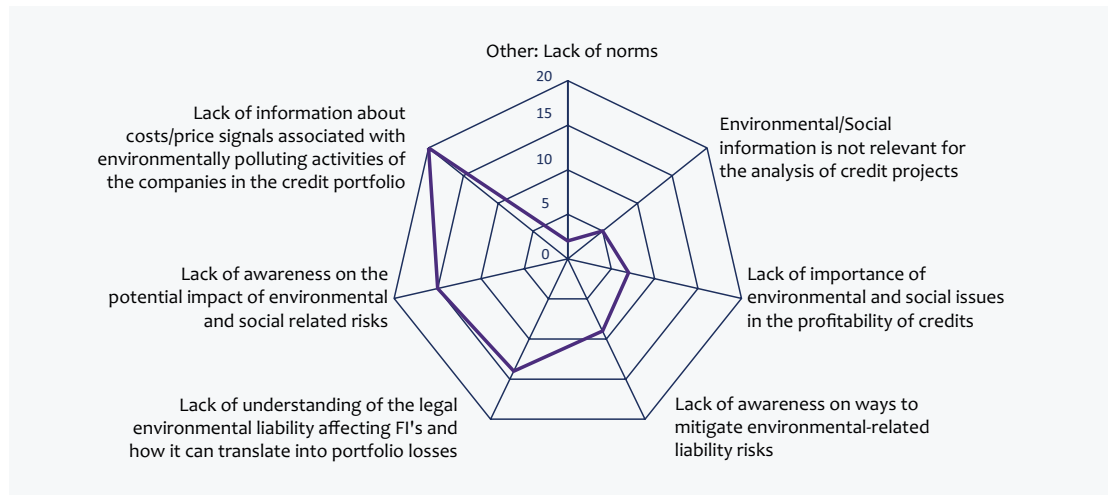 Other: Lack of norms
20
15
10
5
0
Environmental/Social
information is not relevant for
the analysis of credit projects
Lack of importance of
environmental and social issues
in the profitability of credits
Lack of awareness on ways to
mitigate environmental-related
liability risks
Lack of understanding of the legal
environmental liability affecting FI's and
how it can translate into portfolio losses
Lack of awareness on the
potential impact of environmental
and social related risks
Lack of information about
costs/price signals associated with
environmentally polluting activities of
the companies in the credit portfolio